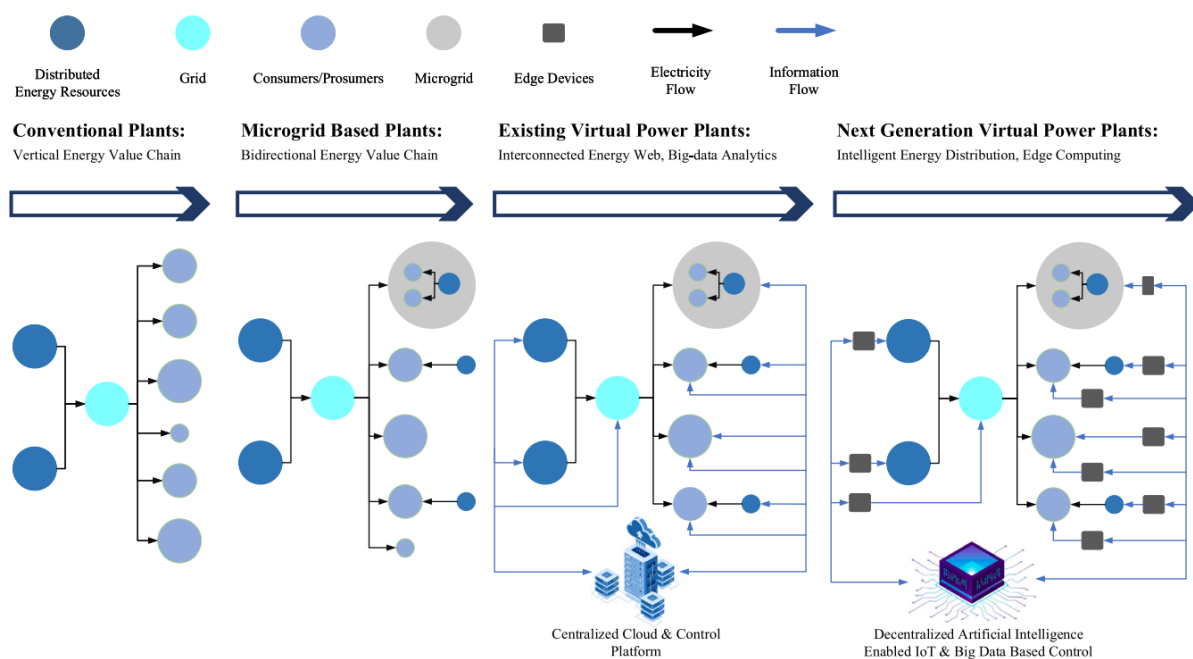 Distributed
Energy Resources
Grid
Consumers/Prosumers
Microgrid
Edge Devices
Electricity
Flow
Information
Flow
Conventional Plants:
Vertical Energy Value Chain
Microgrid Based Plants:
Bidirectional Energy Value Chain
Existing Virtual Power Plants:
Interconnected Energy Web, Big-data Analytics
Next Generation Virtual Power Plants:
Intelligent Energy Distribution, Edge Computing
Centralized Cloud & Control
Platform
Decentralized Artificial Intelligence
Enabled IoT & Big Data Based Control